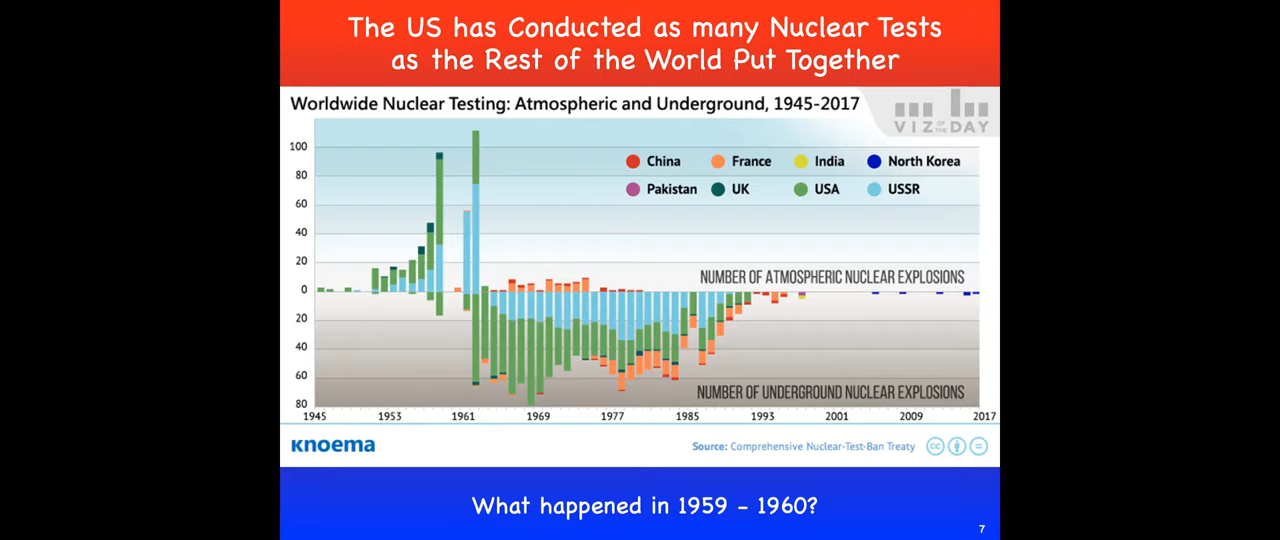 The US has Conducted as many Nuclear Tests
as the Rest of the World Put Together
Worldwide Nuclear Testing: Atmospheric and Underground, 1945-2017
VIZ OF THE DAY
China France India North Korea
Pakistan UK USA USSR
100
80
60
40
20
0
20
40
60
80
NUMBER OF ATMOSPHERIC NUCLEAR EXPLOSIONS
NUMBER OF UNDERGROUND NUCLEAR EXPLOSIONS
1945 1953 1961 1969 1977 1985 1993 2001 2009 2017
knoema
Source: Comprehensive Nuclear-Test-Ban Treaty
cc
What happened in 1959 - 1960?
7